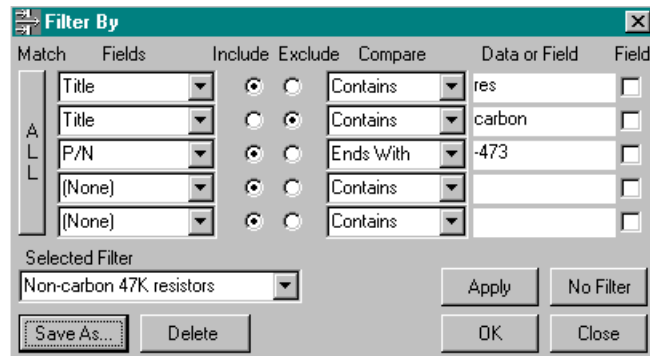 Filter By
Match Fields Include Exclude Compare Data or Field Field
Title Contains res
Title Contains carbon
P/N Ends With -473
(None) Contains
(None) Contains
ALL
Selected Filter
Non-carbon 47K resistors
Apply No Filter
Save As... Delete OK Close